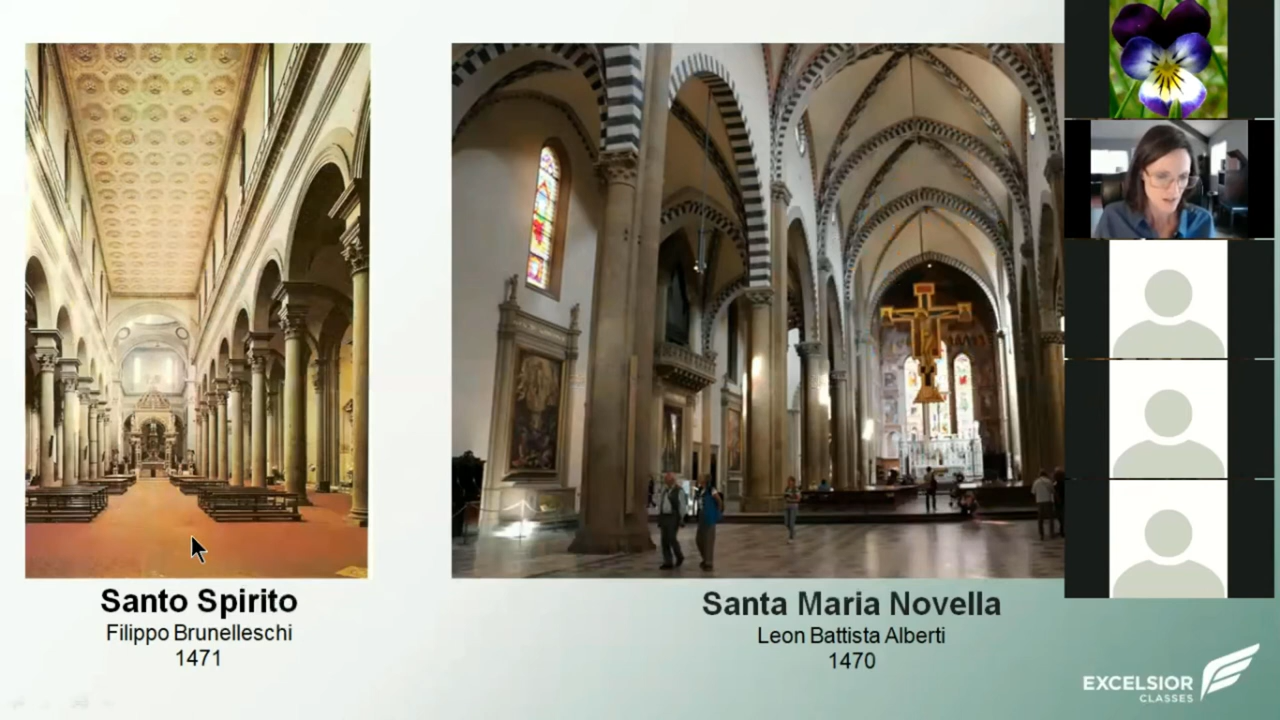 Santo Spirito
Filippo Brunelleschi
1471
Santa Maria Novella
Leon Battista Alberti
1470
EXCELSIOR
CLASSES